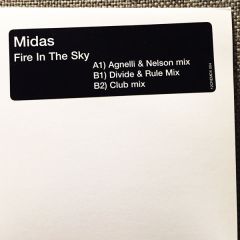 Midas
Fire In The Sky
A1) Agnelli & Nelson mix
B1) Divide & Rule Mix
B2) Club mix